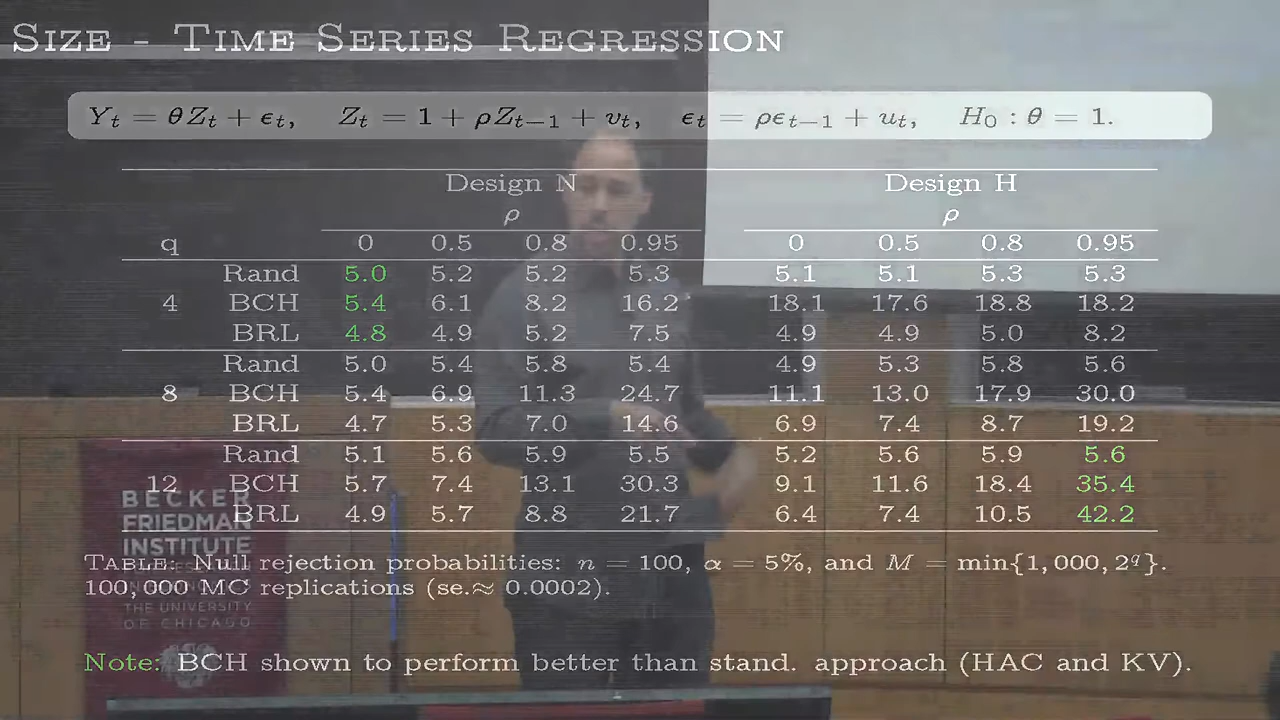 SIZE - TIME SERIES REGRESSION
Y_t = θZ_t + ϵ_t, Z_t = 1 + ρZ_{t−1} + v_t, ϵ_t = ρϵ_{t−1} + u_t, H_0 : θ = 1.
Design N Design H
ρ ρ
q 0 0.5 0.8 0.95 0 0.5 0.8 0.95
Rand 5.0 5.2 5.2 5.3 5.1 5.1 5.3 5.3
4 BCH 5.4 6.1 8.2 16.2 18.1 17.6 18.8 18.2
BRL 4.8 4.9 5.2 7.5 4.9 4.9 5.0 8.2
Rand 5.0 5.4 5.8 5.4 4.9 5.3 5.8 5.6
8 BCH 5.4 6.9 11.3 24.7 11.1 13.0 17.9 30.0
BRL 4.7 5.3 7.0 14.6 6.9 7.4 8.7 19.2
Rand 5.1 5.6 5.9 5.5 5.2 5.6 5.9 5.6
12 BCH 5.7 7.4 13.1 30.3 9.1 11.6 18.4 35.4
BRL 4.9 5.7 8.8 21.7 6.4 7.4 10.5 42.2
TABLE: Null rejection probabilities: n = 100, α = 5%, and M = min{1,000, 2^q}.
100,000 MC replications (se.≈ 0.0002).
Note: BCH shown to perform better than stand. approach (HAC and KV).
BECKER
FRIEDMAN
INSTITUTE
THE UNIVERSITY
OF CHICAGO